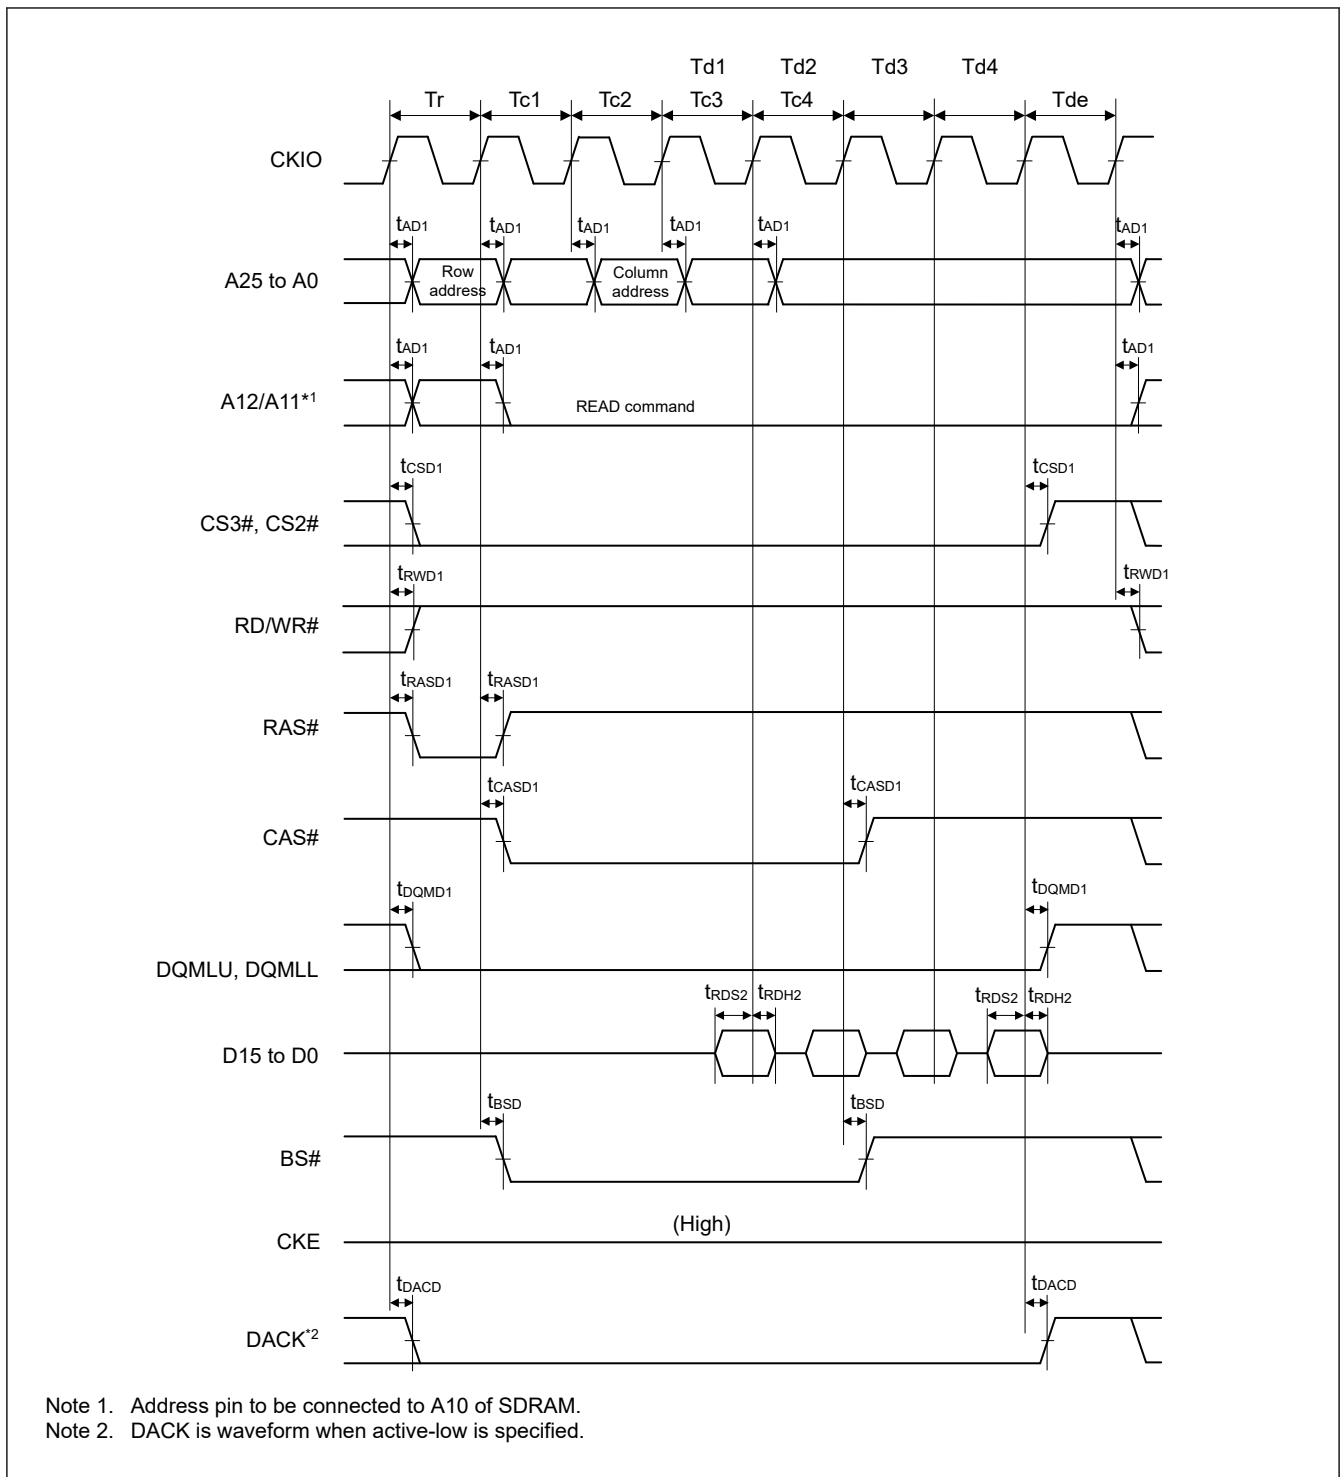 Td1 Td2 Td3 Td4
Tr Tc1 Tc2 Tc3 Tc4 Tde
CKIO
tAD1 tAD1 tAD1 tAD1 tAD1 tAD1
A25 to A0
Row address
Column address
tAD1 tAD1 tAD1
A12/A11*1
READ command
tCSD1 tCSD1
CS3#, CS2#
tRWD1 tRWD1
RD/WR#
tRASD1 tRASD1
RAS#
tCASD1 tCASD1
CAS#
tDQMD1 tDQMD1
DQMLU, DQMLL
tRDS2 tRDH2 tRDS2 tRDH2
D15 to D0
tBSD tBSD
BS#
(High)
CKE
tDACD tDACD
DACK*2
Note 1. Address pin to be connected to A10 of SDRAM.
Note 2. DACK is waveform when active-low is specified.